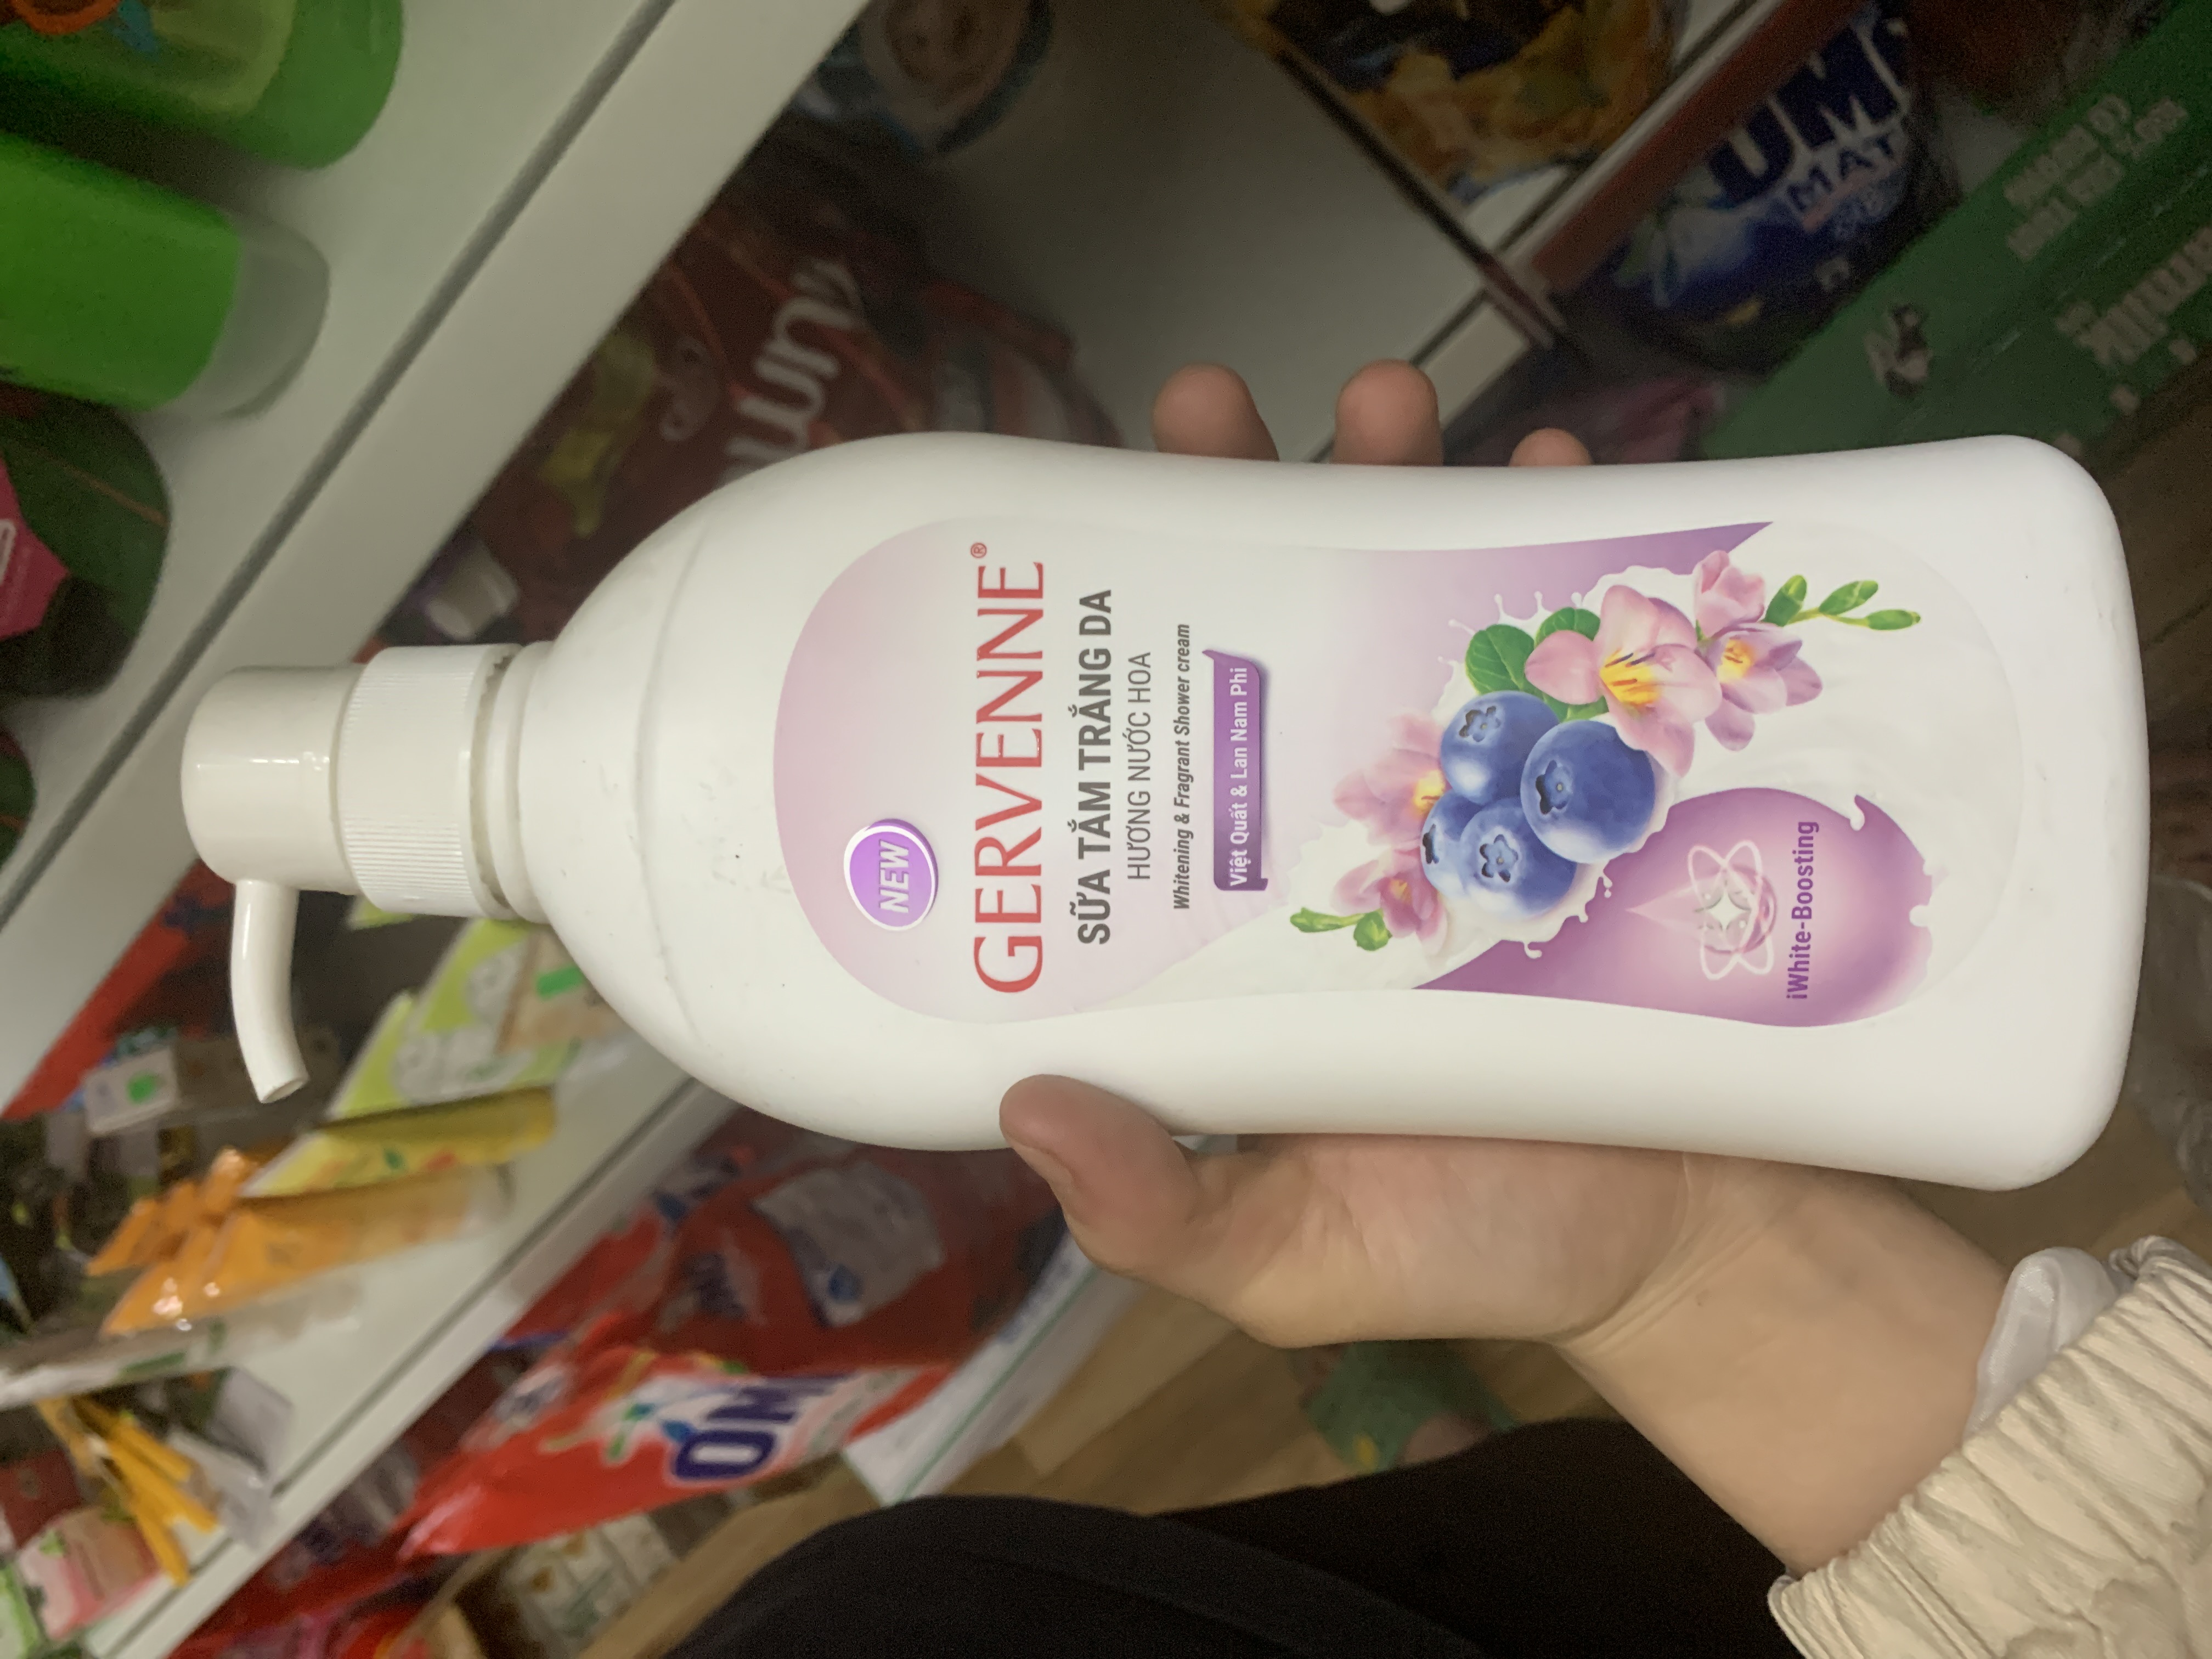 NEW
GERVENNE®
SỮA TẮM TRẮNG DA
HƯƠNG NƯỚC HOA
Whitening & Fragrant Shower cream
Việt Quất & Lan Nam Phi
iWhite-Boosting
MAT